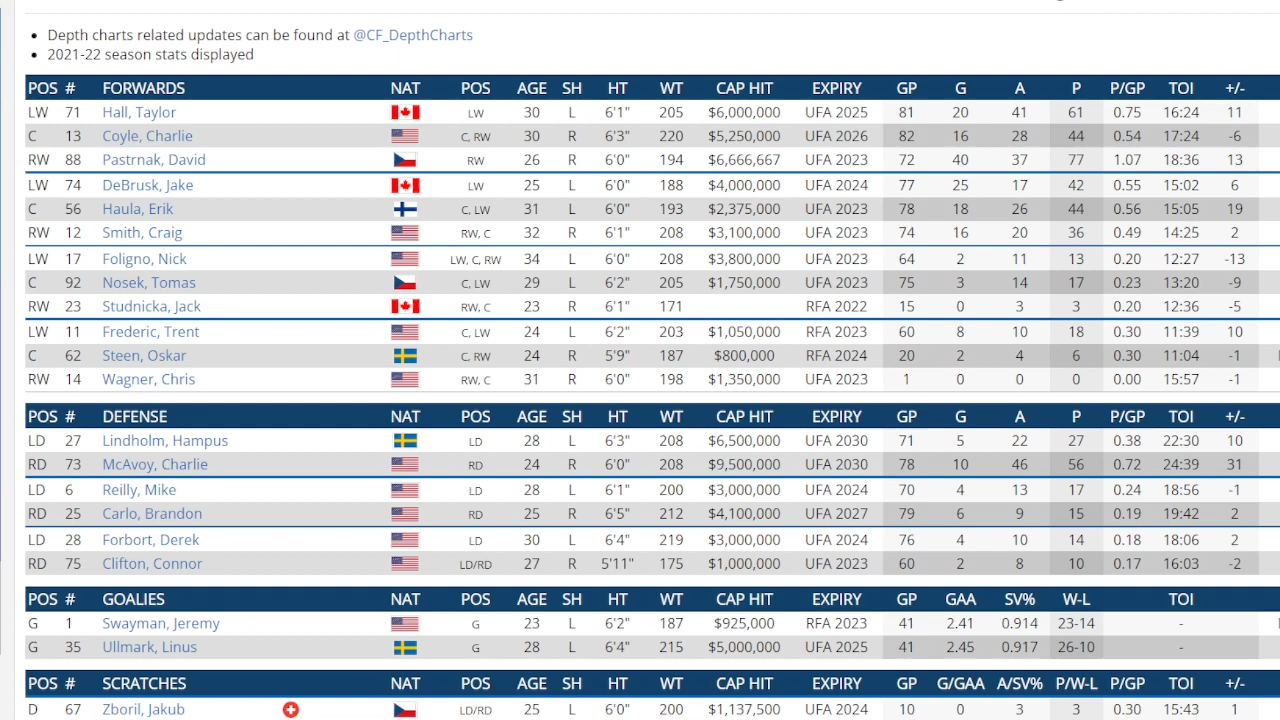 Depth charts related updates can be found at @CF_DepthCharts
2021-22 season stats displayed
POS # FORWARDS NAT POS AGE SH HT WT CAP HIT EXPIRY GP G A P P/GP TOI +/-
LW 71 Hall, Taylor LW 30 L 6'1" 205 $6,000,000 UFA 2025 81 20 41 61 0.75 16:24 11
C 13 Coyle, Charlie C, RW 30 R 6'3" 220 $5,250,000 UFA 2026 82 16 28 44 0.54 17:24 -6
RW 88 Pastrnak, David RW 26 R 6'0" 194 $6,666,667 UFA 2023 72 40 37 77 1.07 18:36 13
LW 74 DeBrusk, Jake LW 25 L 6'0" 188 $4,000,000 UFA 2024 77 25 17 42 0.55 15:02 6
C 56 Haula, Erik C, LW 31 L 6'0" 193 $2,375,000 UFA 2023 78 18 26 44 0.56 15:05 19
RW 12 Smith, Craig RW, C 32 R 6'1" 208 $3,100,000 UFA 2023 74 16 20 36 0.49 14:25 2
LW 17 Foligno, Nick LW, C, RW 34 L 6'0" 208 $3,800,000 UFA 2023 64 2 11 13 0.20 12:27 -13
C 92 Nosek, Tomas C, LW 29 L 6'2" 205 $1,750,000 UFA 2023 75 3 14 17 0.23 13:20 -9
RW 23 Studnicka, Jack RW, C 23 R 6'1" 171 RFA 2022 15 0 3 3 0.20 12:36 -5
LW 11 Frederic, Trent C, LW 24 L 6'2" 203 $1,050,000 RFA 2023 60 8 10 18 0.30 11:39 10
C 62 Steen, Oskar C, RW 24 R 5'9" 187 $800,000 RFA 2024 20 2 4 6 0.30 11:04 -1
RW 14 Wagner, Chris RW, C 31 R 6'0" 198 $1,350,000 UFA 2023 1 0 0 0 0.00 15:57 -1
POS # DEFENSE NAT POS AGE SH HT WT CAP HIT EXPIRY GP G A P P/GP TOI +/-
LD 27 Lindholm, Hampus LD 28 L 6'3" 208 $6,500,000 UFA 2030 71 5 22 27 0.38 22:30 10
RD 73 McAvoy, Charlie RD 24 R 6'0" 208 $9,500,000 UFA 2030 78 10 46 56 0.72 24:39 31
LD 6 Reilly, Mike LD 28 L 6'1" 200 $3,000,000 UFA 2024 70 4 13 17 0.24 18:56 -1
RD 25 Carlo, Brandon RD 25 R 6'5" 212 $4,100,000 UFA 2027 79 6 9 15 0.19 19:42 2
LD 28 Forbort, Derek LD 30 L 6'4" 219 $3,000,000 UFA 2024 76 4 10 14 0.18 18:06 2
RD 75 Clifton, Connor LD/RD 27 R 5'11" 175 $1,000,000 UFA 2023 60 2 8 10 0.17 16:03 -2
POS # GOALIES NAT POS AGE SH HT WT CAP HIT EXPIRY GP GAA SV% W-L TOI
G 1 Swayman, Jeremy G 23 L 6'2" 187 $925,000 RFA 2023 41 2.41 0.914 23-14 -
G 35 Ullmark, Linus G 28 L 6'4" 215 $5,000,000 UFA 2025 41 2.45 0.917 26-10 -
POS # SCRATCHES NAT POS AGE SH HT WT CAP HIT EXPIRY GP G/GAA A/SV% P/W-L P/GP TOI +/-
D 67 Zboril, Jakub LD/RD 25 L 6'0" 200 $1,137,500 UFA 2024 10 0 3 3 0.30 15:43 1